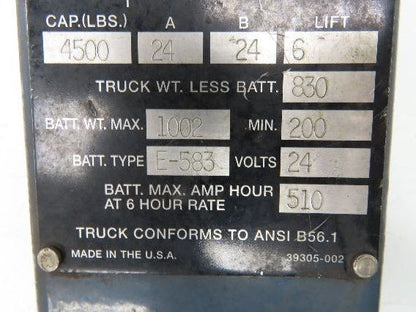 CAP.(LBS.) A B LIFT
4500 24 24 6
TRUCK WT. LESS BATT. 830
BATT. WT. MAX. 1002 MIN. 200
BATT. TYPE E-583 VOLTS 24
BATT. MAX. AMP HOUR
AT 6 HOUR RATE 510
TRUCK CONFORMS TO ANSI B56.1
MADE IN THE U.S.A. 39305-002